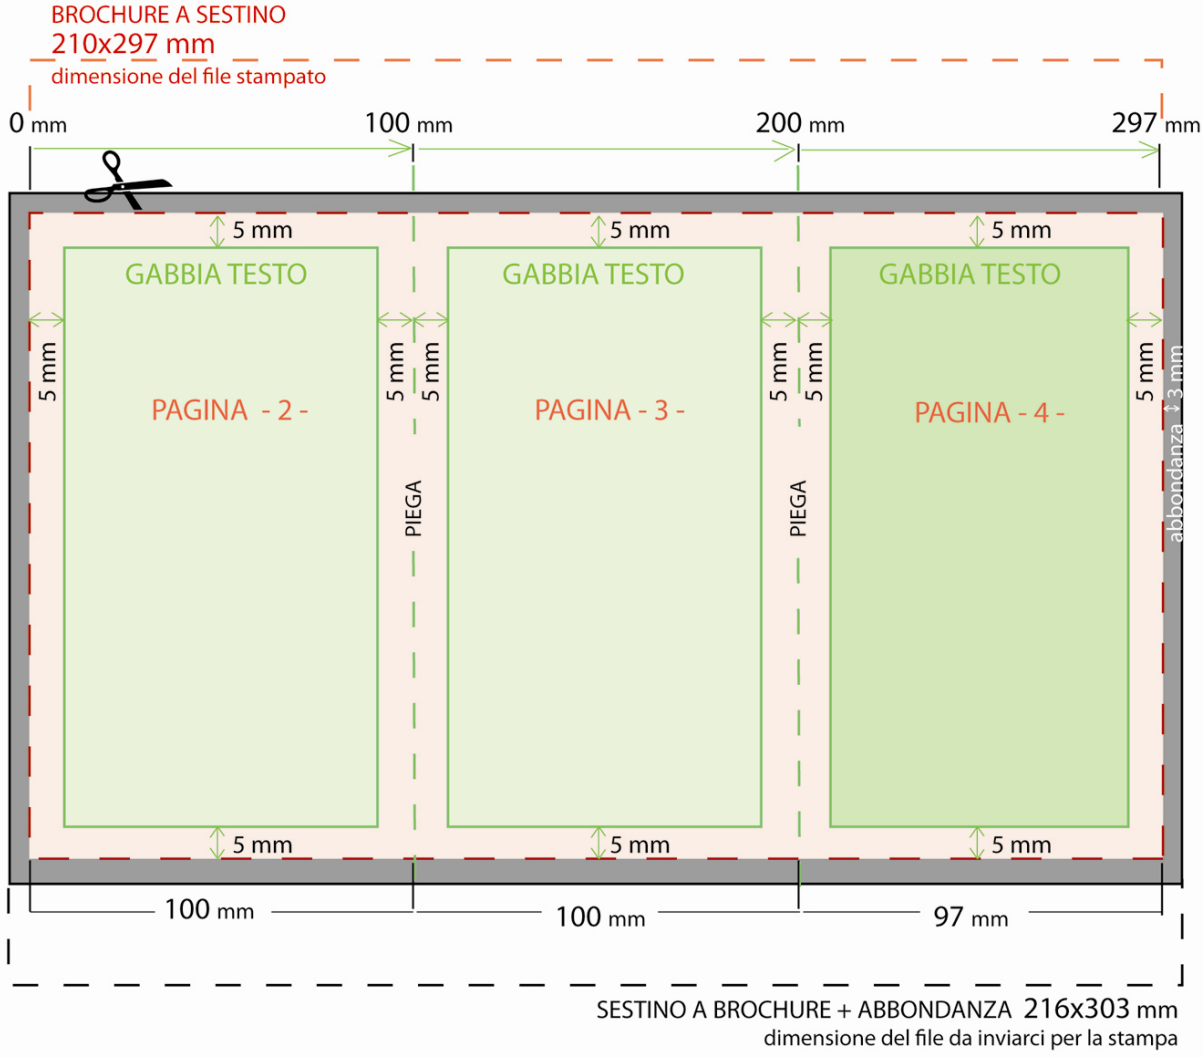 BROCHURE A SESTINO
210x297 mm
dimensione del file stampato
0 mm
100 mm
200 mm
297 mm
5 mm
5 mm
5 mm
GABBIA TESTO
GABBIA TESTO
GABBIA TESTO
5 mm
5 mm
5 mm
5 mm
5 mm
5 mm
abbondanza 3 mm
PAGINA - 2 -
PAGINA - 3 -
PAGINA - 4 -
PIEGA
PIEGA
5 mm
5 mm
5 mm
100 mm
100 mm
97 mm
SESTINO A BROCHURE + ABBONDANZA 216x303 mm
dimensione del file da inviarci per la stampa